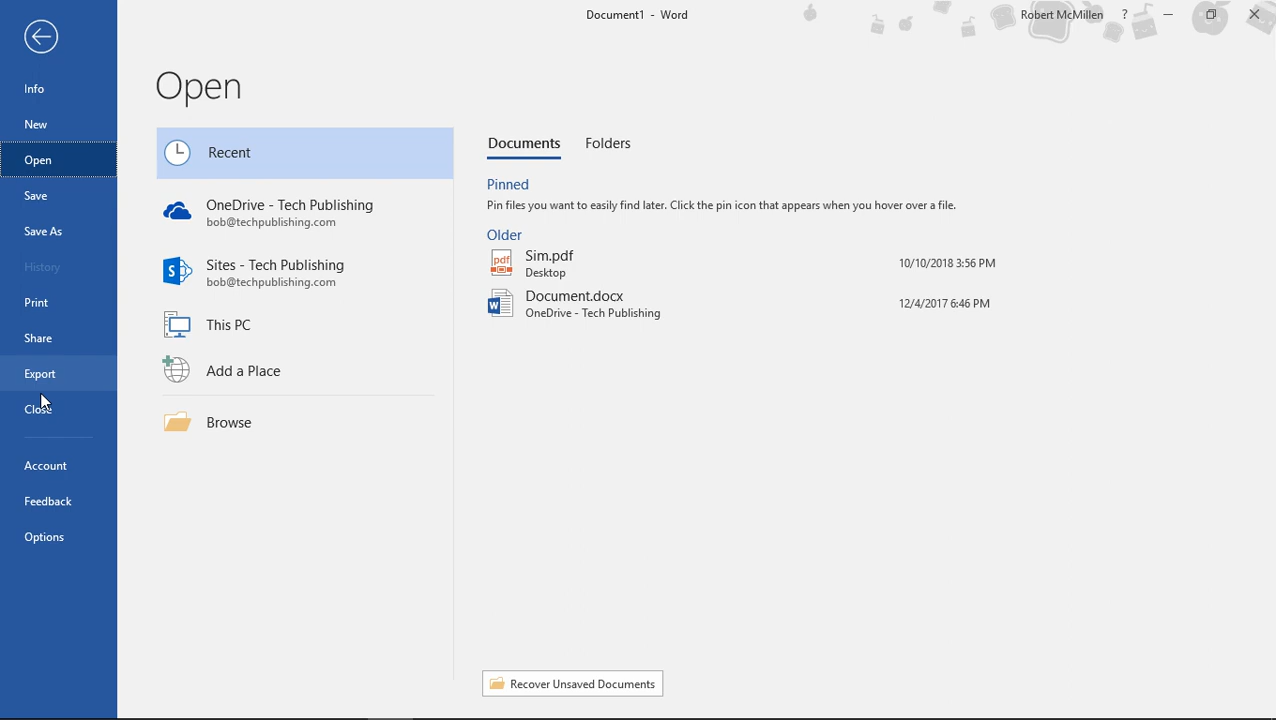 Document1 - Word
Robert McMillen
?
Info
New
Open
Save
Save As
History
Print
Share
Export
Close
Account
Feedback
Options
Open
Recent
OneDrive - Tech Publishing
bob@techpublishing.com
S
Sites - Tech Publishing
bob@techpublishing.com
This PC
Add a Place
Browse
Documents Folders
Pinned
Pin files you want to easily find later. Click the pin icon that appears when you hover over a file.
Older
pdf
Sim.pdf
Desktop
10/10/2018 3:56 PM
W
Document.docx
OneDrive - Tech Publishing
12/4/2017 6:46 PM
Recover Unsaved Documents